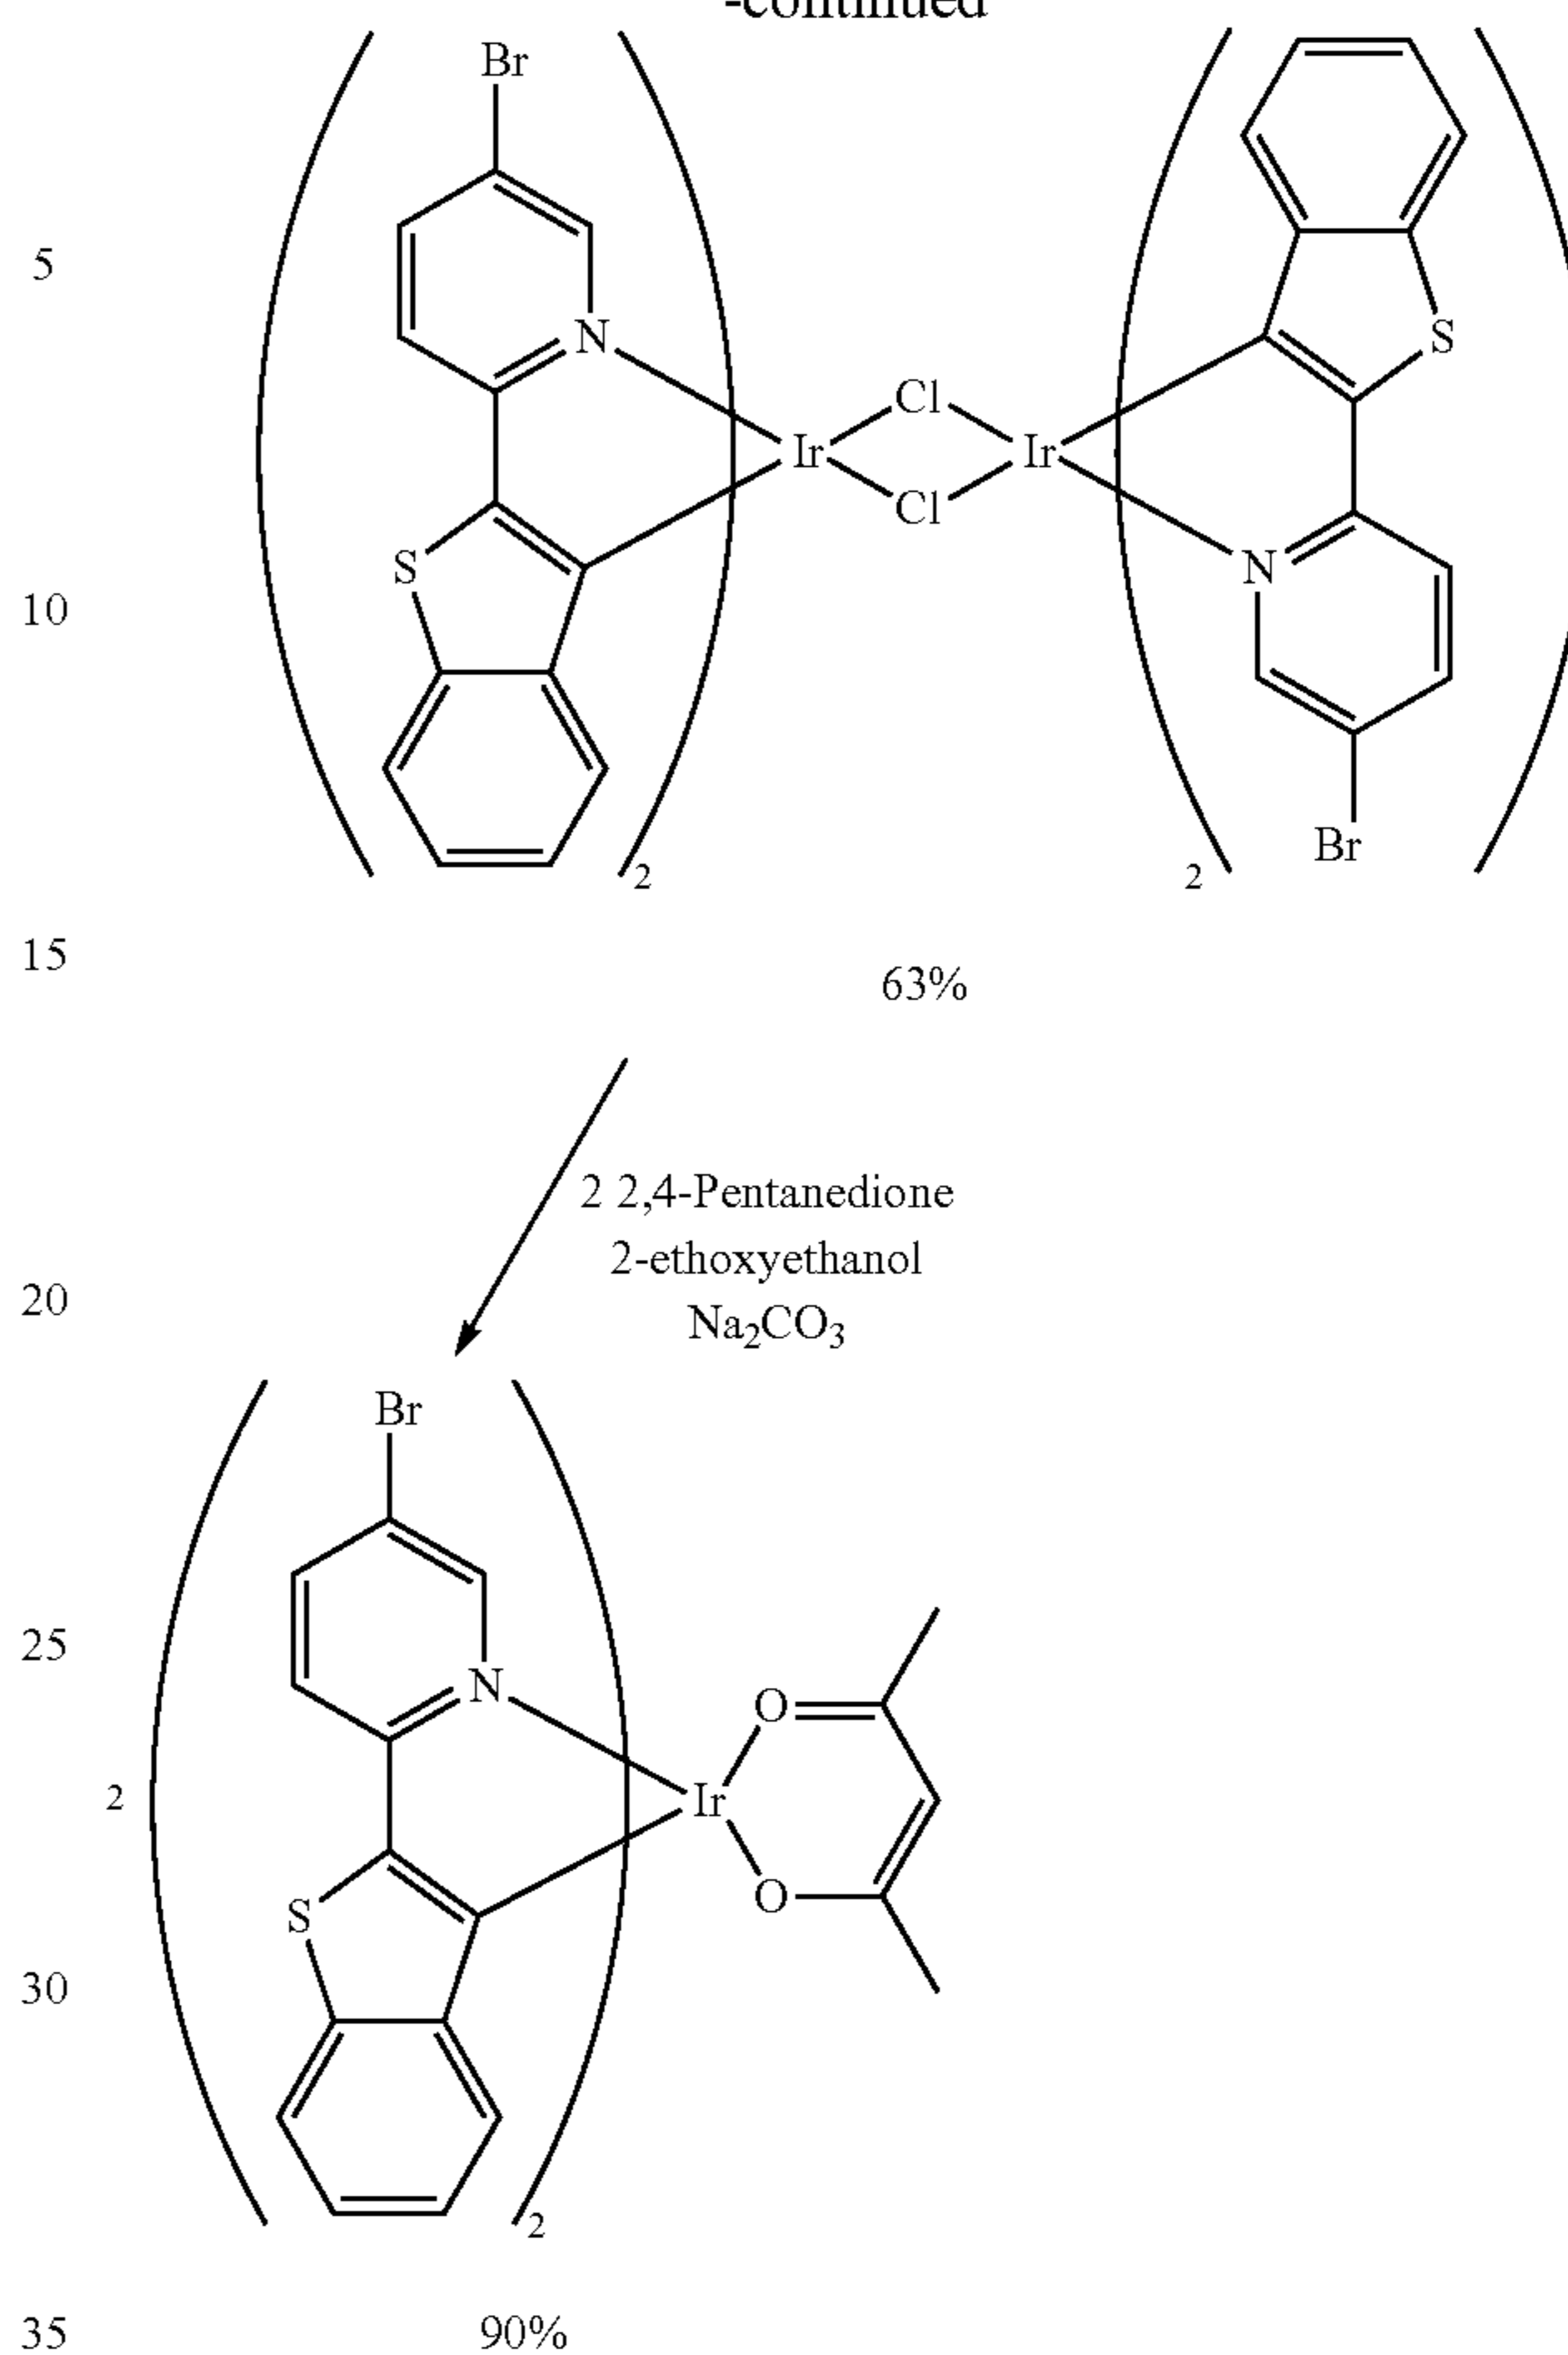 -continued
Br
5
N
S
Cl
Ir
Ir
Cl
S
N
10
Br
2
2
15
63%
2 2,4-Pentanedione
2-ethoxyethanol
20
Na₂CO₃
Br
25
N
O
2
Ir
S
O
30
2
35
90%